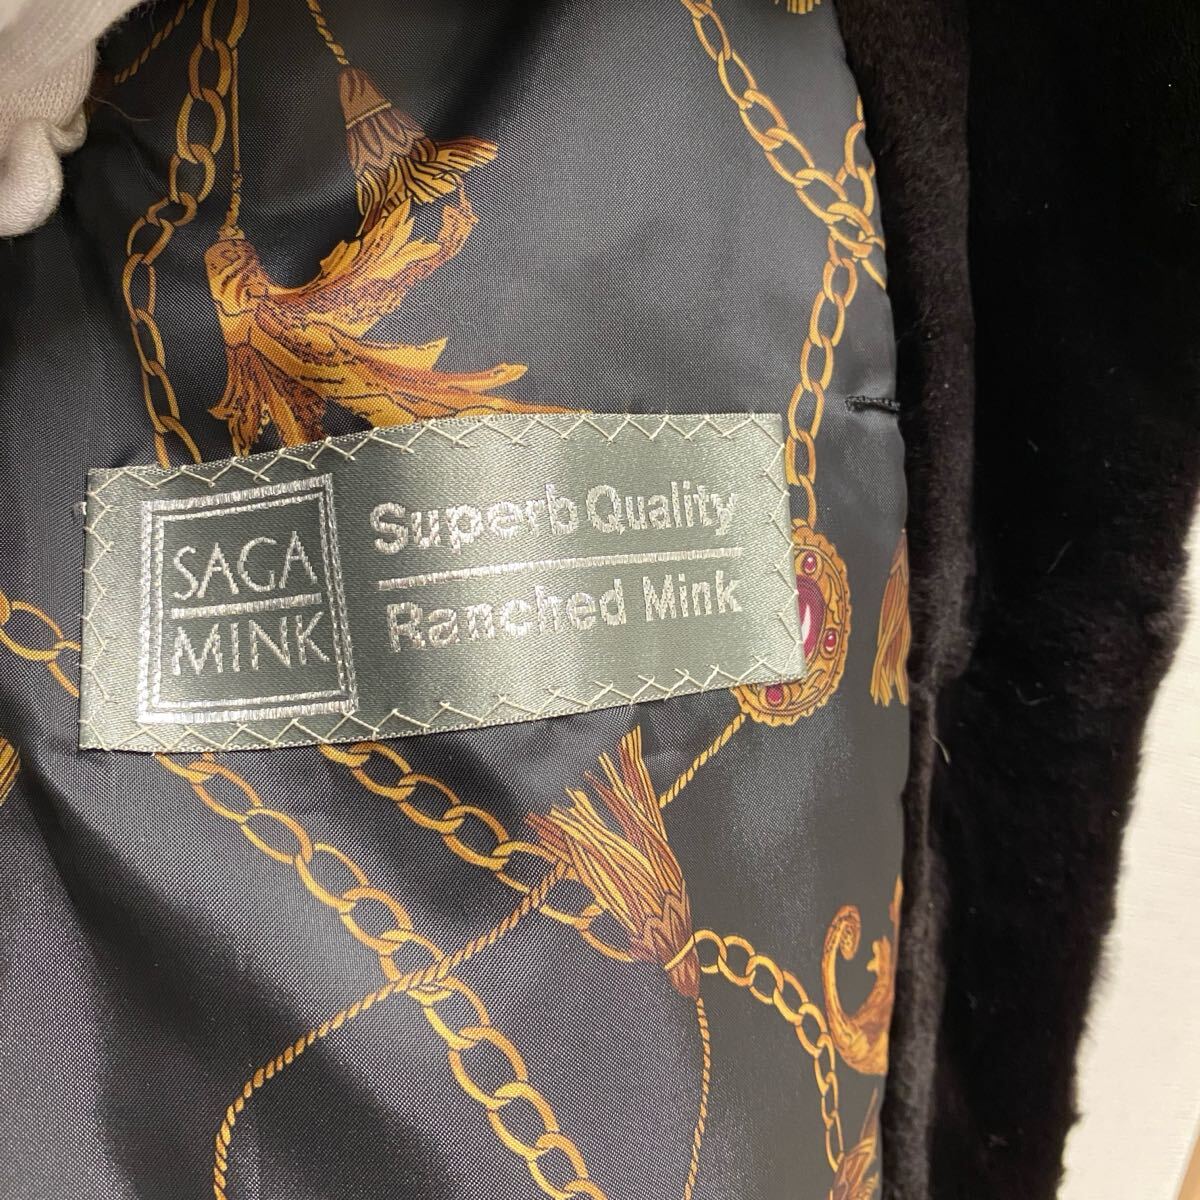 SAGA
MINK
Superb Quality
Ranched Mink